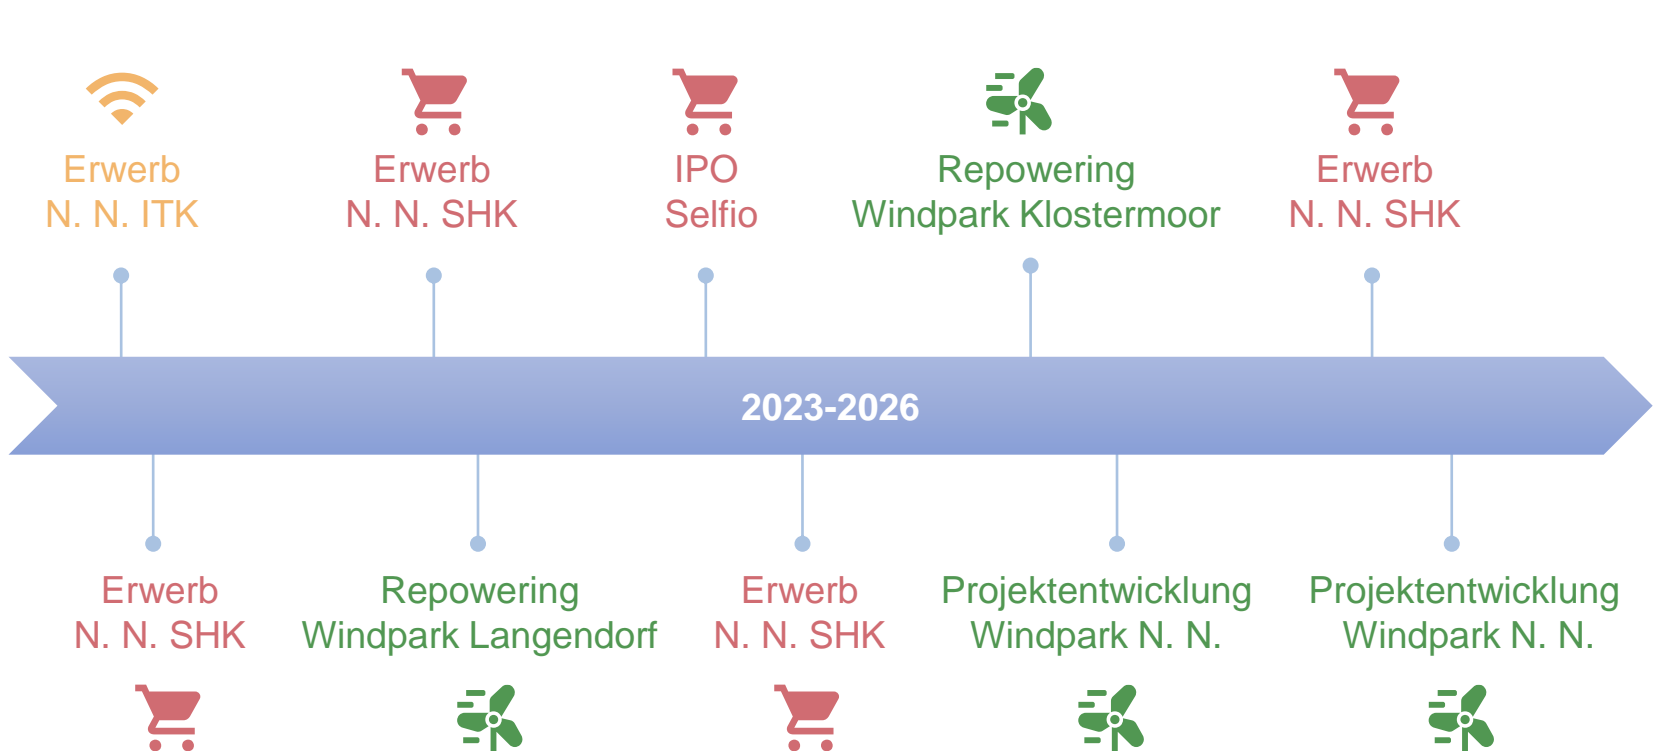 Erwerb
N. N. ITK
Erwerb
N. N. SHK
IPO
Selfio
Repowering
Windpark Klostermoor
Erwerb
N. N. SHK
2023-2026
Erwerb
N. N. SHK
Repowering
Windpark Langendorf
Erwerb
N. N. SHK
Projektentwicklung
Windpark N. N.
Projektentwicklung
Windpark N. N.